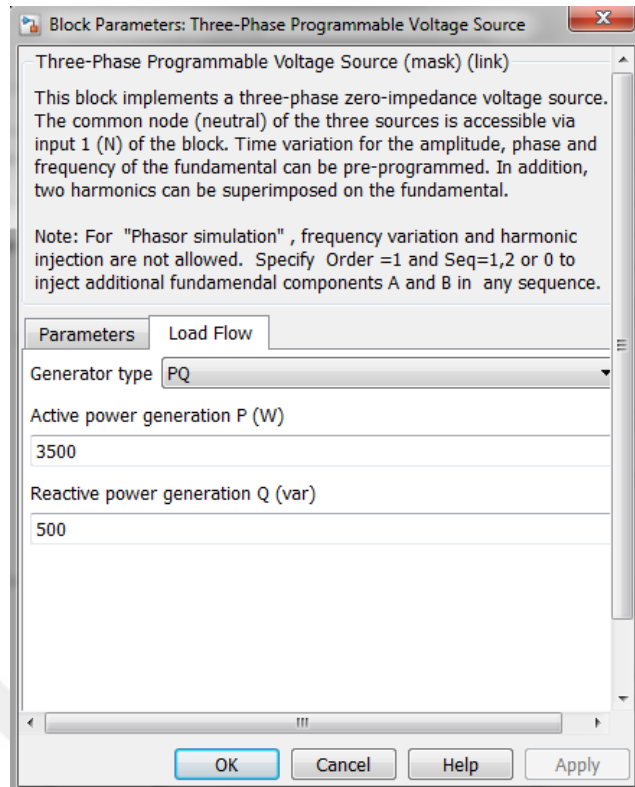 Block Parameters: Three-Phase Programmable Voltage Source
Three-Phase Programmable Voltage Source (mask) (link)
This block implements a three-phase zero-impedance voltage source.
The common node (neutral) of the three sources is accessible via
input 1 (N) of the block. Time variation for the amplitude, phase and
frequency of the fundamental can be pre-programmed. In addition,
two harmonics can be superimposed on the fundamental.
Note: For "Phasor simulation" , frequency variation and harmonic
injection are not allowed. Specify Order =1 and Seq=1,2 or 0 to
inject additional fundamendal components A and B in any sequence.
Parameters Load Flow
Generator type PQ
Active power generation P (W)
3500
Reactive power generation Q (var)
500
OK Cancel Help Apply